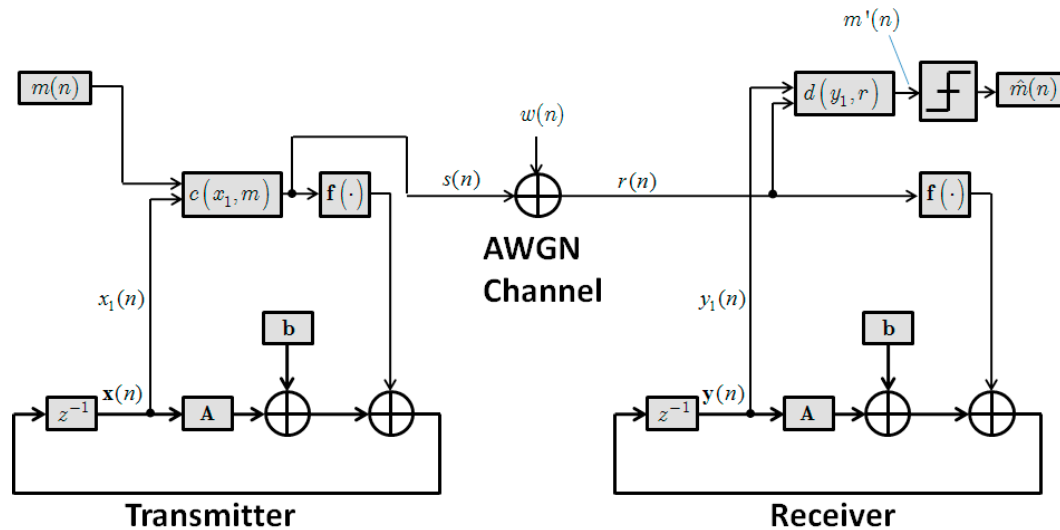 m'(n)
m(n)
d(y₁, r)
m̂(n)
w(n)
c(x₁, m)
f(·)
s(n)
r(n)
f(·)
AWGN
Channel
x₁(n)
y₁(n)
b
b
z⁻¹
x(n)
A
z⁻¹
y(n)
A
Transmitter
Receiver